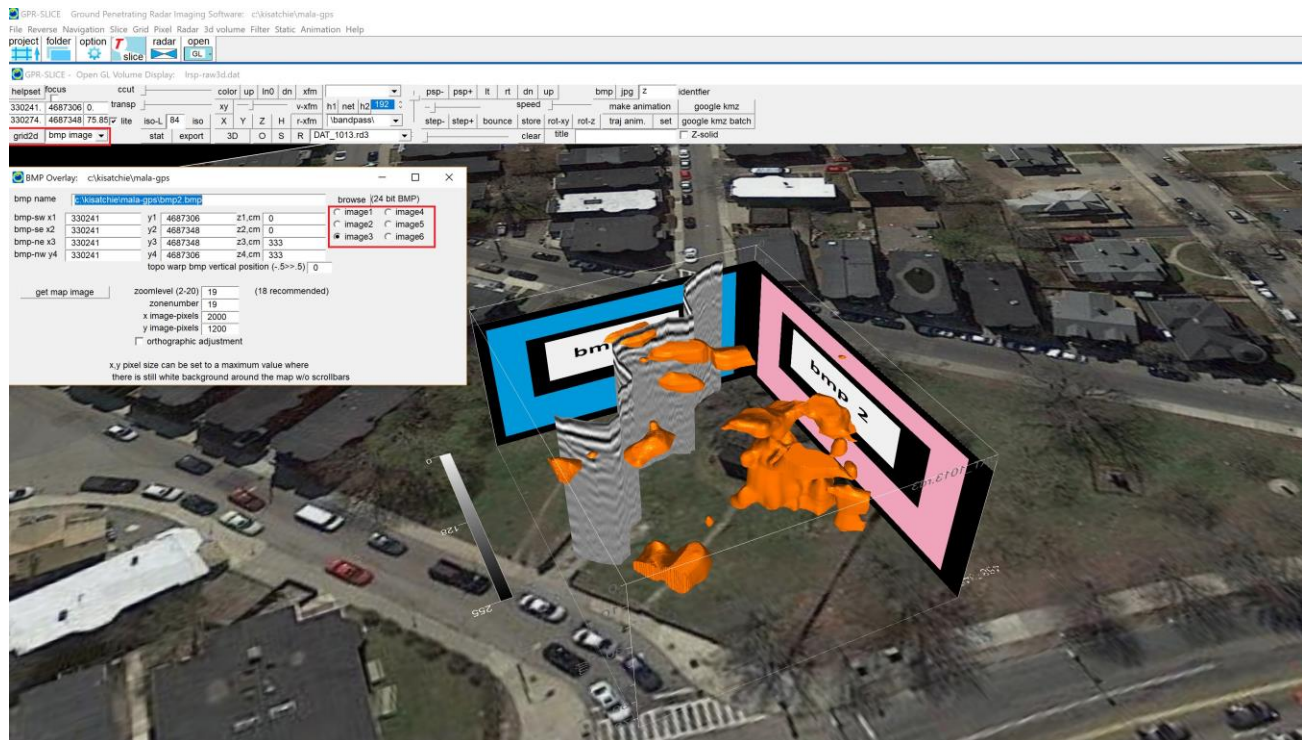 GPR-SLICE Ground Penetrating Radar Imaging Software: c:\kisatchie\mala-gps
File Reverse Navigation Slice Grid Pixel Radar 3d volume Filter Static Animation Help
project folder option T slice radar open GL
GPR-SLICE - Open GL Volume Display: lrsp-raw3d.dat
helpset focus ccut color up ln0 dn xfm psp- psp+ lt rt dn up bmp jpg z identfier
330241. 4687306 0. transp xy v-xfm h1 net h2 192 speed make animation google kmz
330274. 4687348 75.85 lite iso-L 84 iso X Y Z H r-xfm \bandpass\ step- step+ bounce store rot-xy rot-z traj anim. set google kmz batch
grid2d bmp image stat export 3D O S R DAT_1013.rd3 clear title Z-solid
BMP Overlay: c:\kisatchie\mala-gps
bmp name c:\kisatchie\mala-gps\bmp2.bmp browse (24 bit BMP)
bmp-sw x1 330241 y1 4687306 z1,cm 0 image1 image4
bmp-se x2 330241 y2 4687348 z2,cm 0 image2 image5
bmp-ne x3 330241 y3 4687348 z3,cm 333 image3 image6
bmp-nw y4 330241 y4 4687306 z4,cm 333
topo warp bmp vertical position (-.5>>.5) 0
get map image zoomlevel (2-20) 19 (18 recommended)
zonenumber 19
x image-pixels 2000
y image-pixels 1200
orthographic adjustment
x,y pixel size can be set to a maximum value where
there is still white background around the map w/o scrollbars
bmp
bmp 2
0
128
255